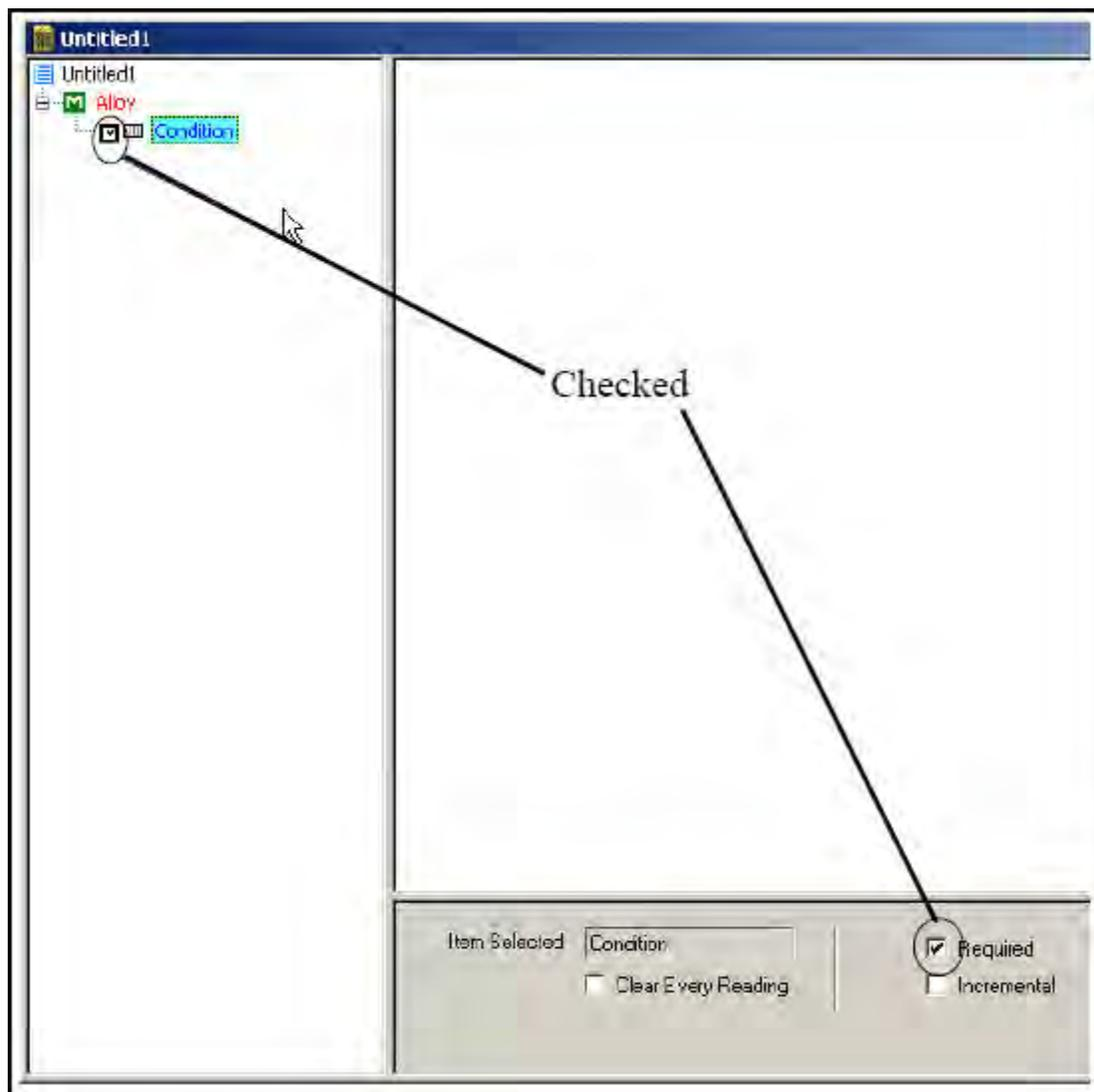 Untitled1
Untitled1
M Alloy
Condition
Checked
Item Selected Condition
Required
Clear Every Reading
Incremental